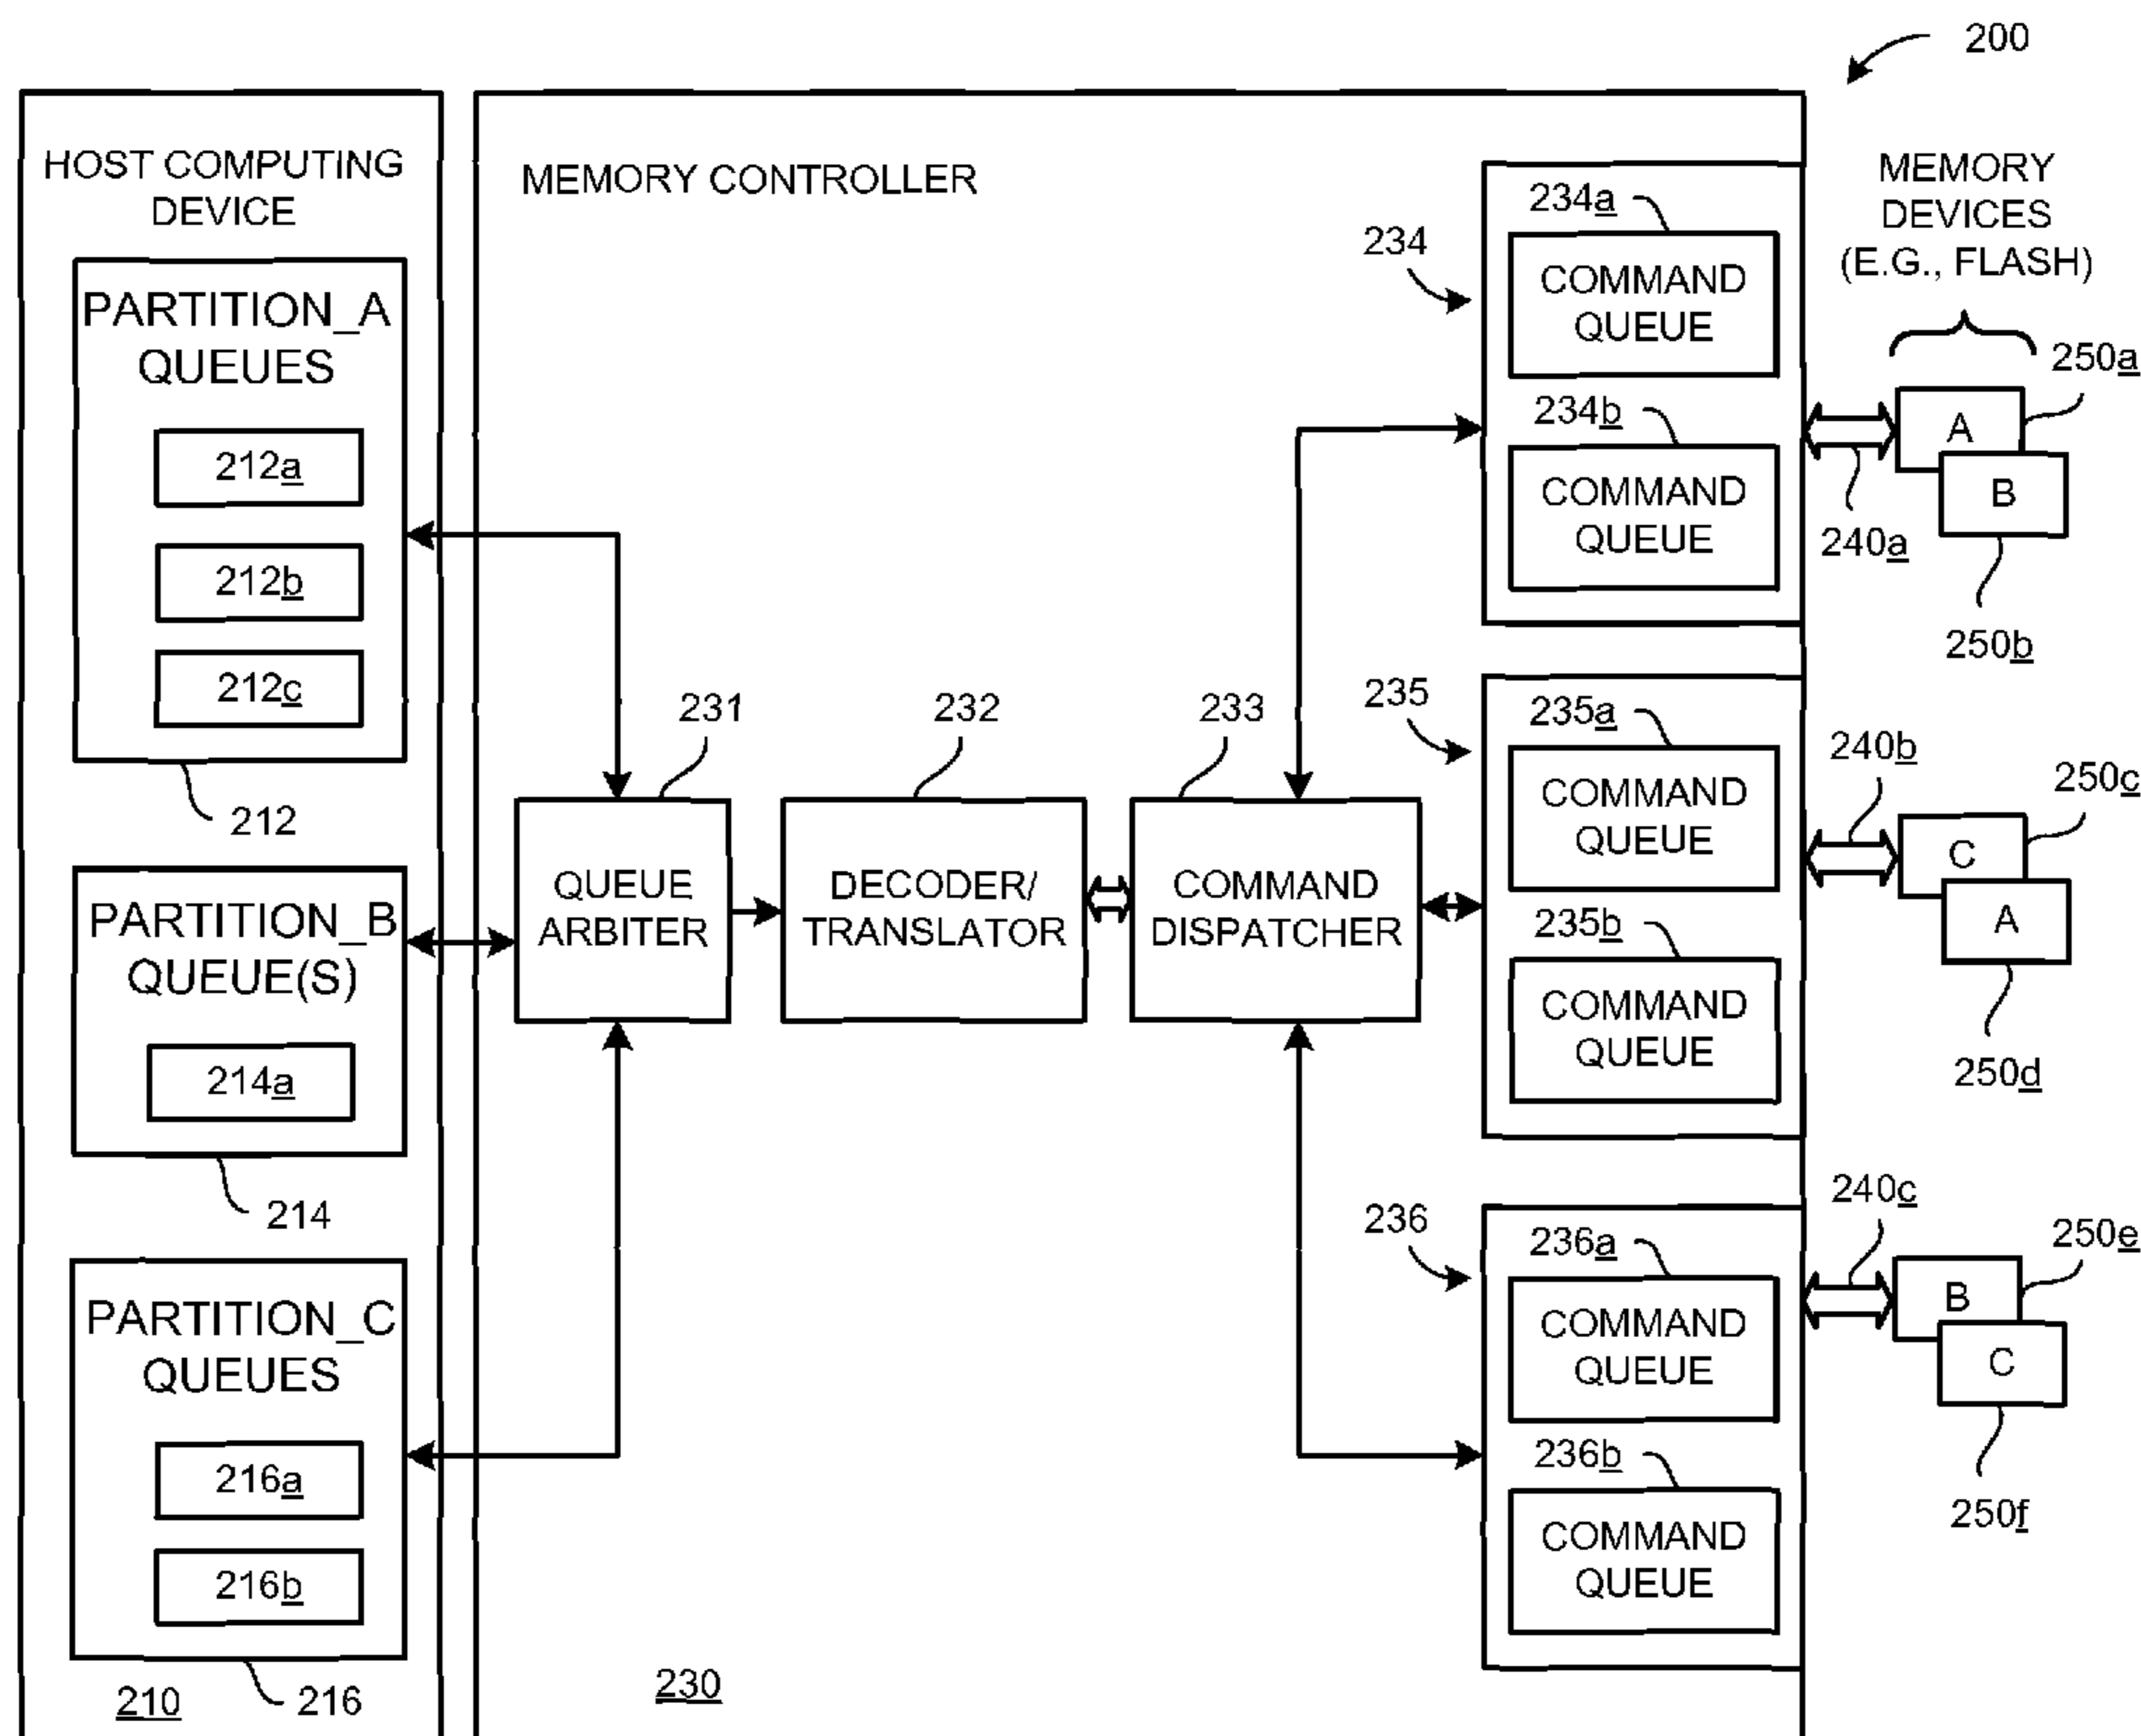 200
HOST COMPUTING
DEVICE
PARTITION_A
QUEUES
212a
212b
212c
212
PARTITION_B
QUEUE(S)
214a
214
PARTITION_C
QUEUES
216a
216b
216
210
MEMORY CONTROLLER
231
QUEUE
ARBITER
232
DECODER/
TRANSLATOR
233
COMMAND
DISPATCHER
230
234
234a
COMMAND
QUEUE
234b
COMMAND
QUEUE
235
235a
COMMAND
QUEUE
235b
COMMAND
QUEUE
236
236a
COMMAND
QUEUE
236b
COMMAND
QUEUE
MEMORY
DEVICES
(E.G., FLASH)
250a
A
B
240a
250b
240b
250c
C
A
250d
240c
250e
B
C
250f